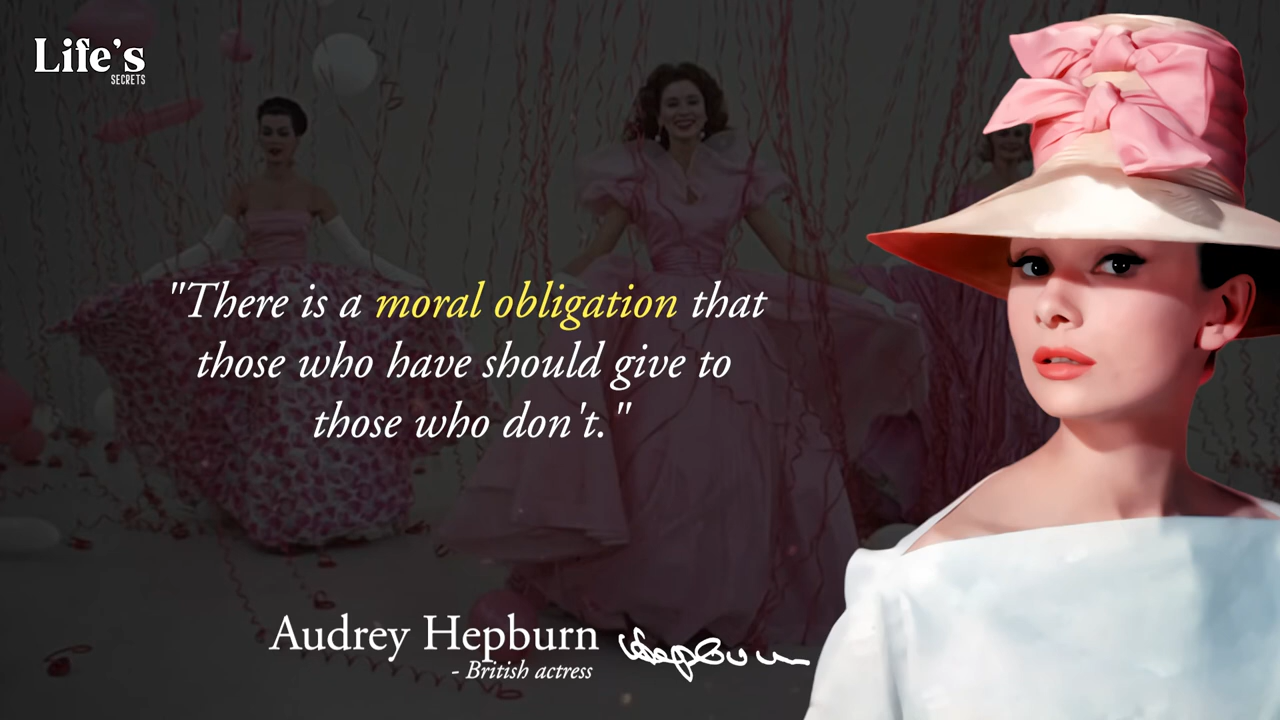 Life's
SECRETS
"There is a moral obligation that
those who have should give to
those who don't."
Audrey Hepburn
Hepburn
- British actress